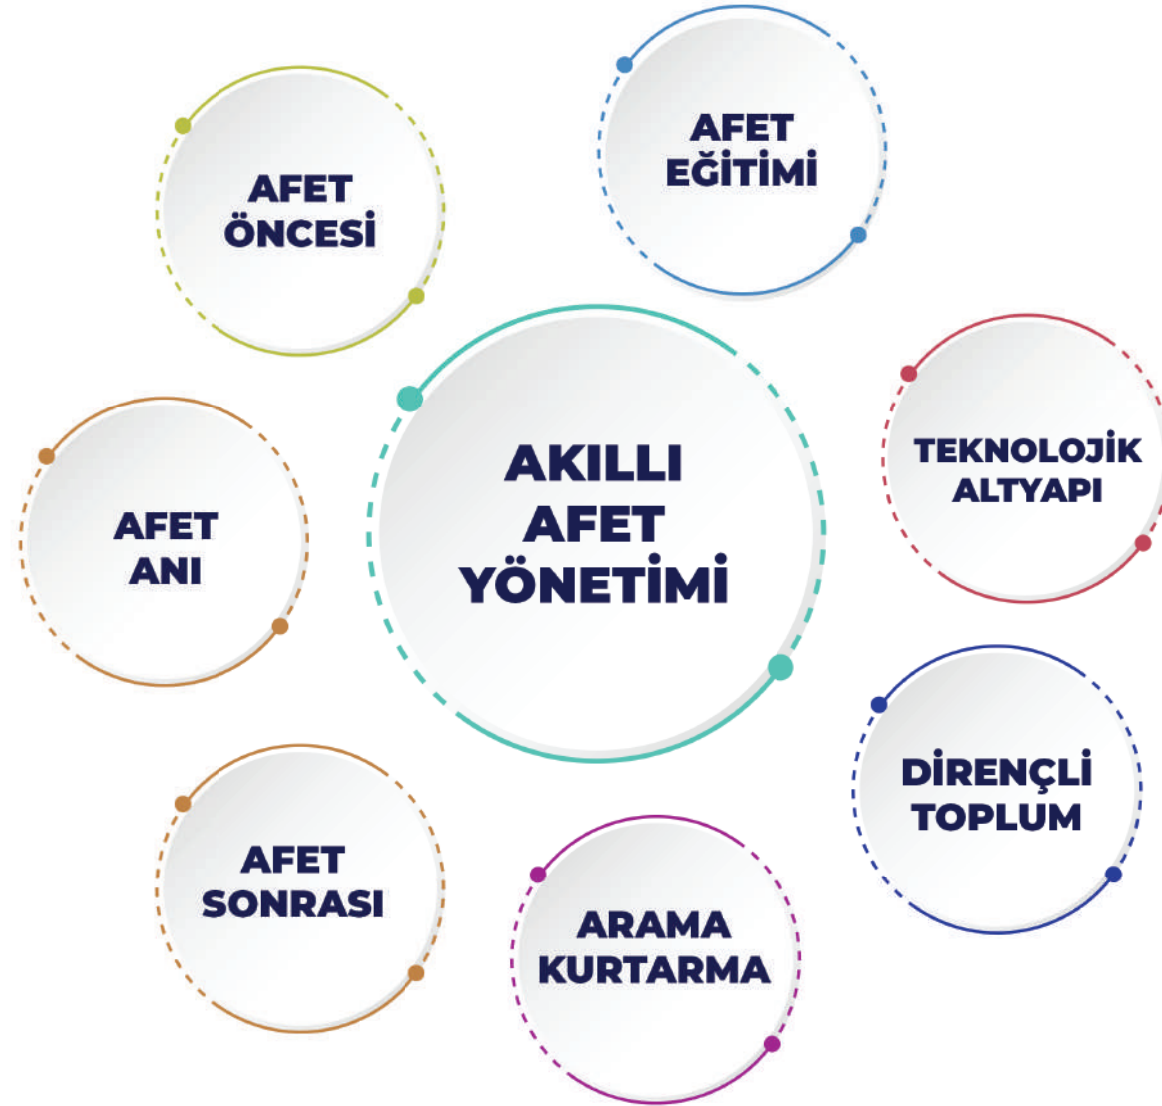 AFET
EĞİTİMİ
AFET
ÖNCESİ
TEKNOLOJİK
ALTYAPI
AKILLI
AFET
YÖNETİMİ
AFET
ANI
DİRENÇLİ
TOPLUM
AFET
SONRASI
ARAMA
KURTARMA